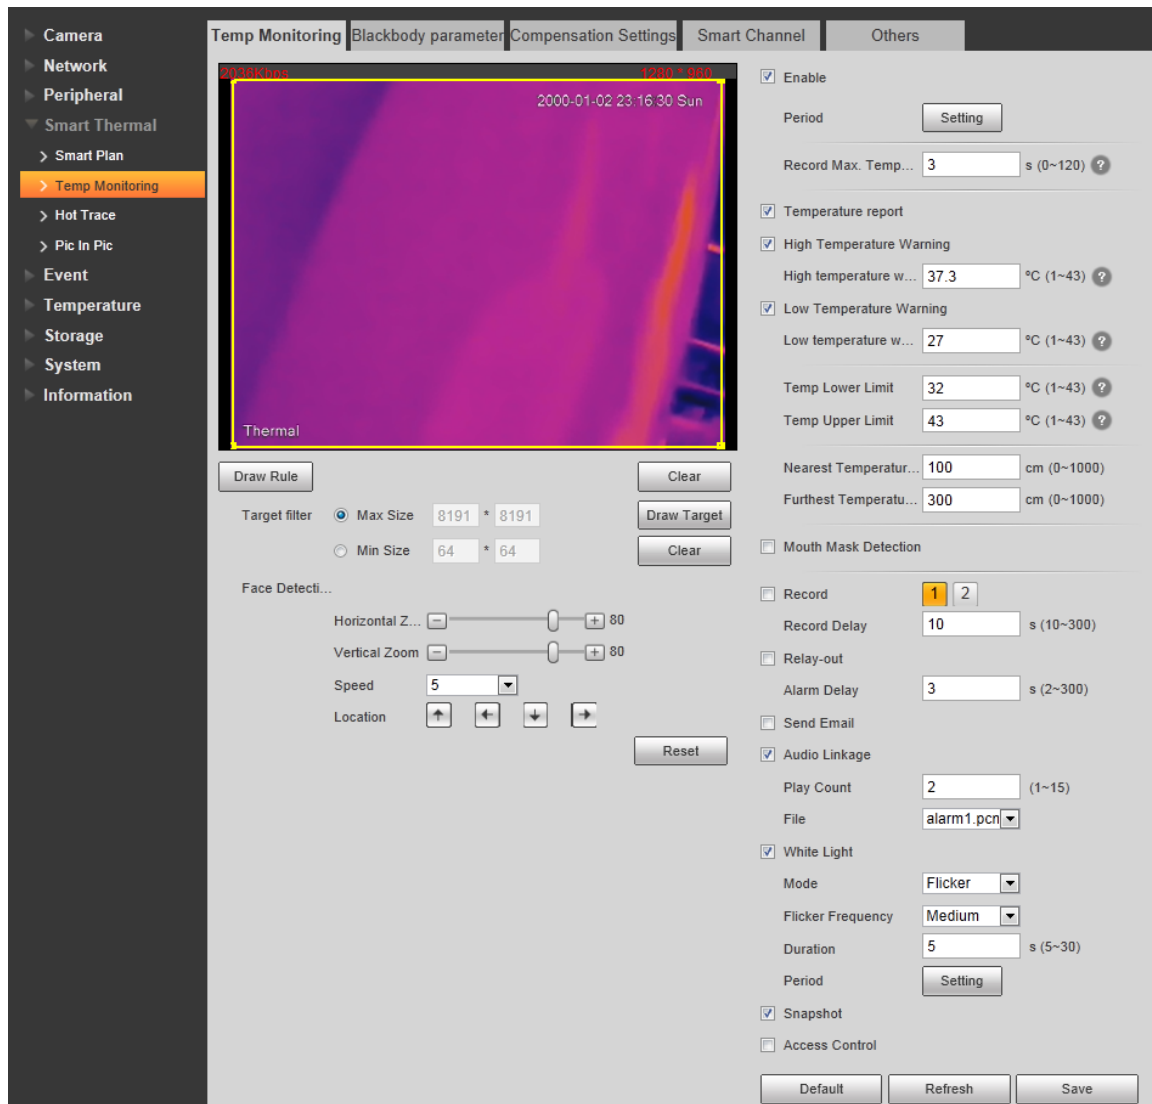 Camera
Network
Peripheral
Smart Thermal
Smart Plan
Temp Monitoring
Hot Trace
Pic In Pic
Event
Temperature
Storage
System
Information
Temp Monitoring Blackbody parameter Compensation Settings Smart Channel Others
2036Kbps 1280 * 960
2000-01-02 23:16:30 Sun
Thermal
Draw Rule Clear
Target filter Max Size 8191 * 8191 Draw Target
Min Size 64 * 64 Clear
Face Detecti...
Horizontal Z... − + 80
Vertical Zoom − + 80
Speed 5
Location
Reset
Enable
Period Setting
Record Max. Temp... 3 s (0~120) ?
Temperature report
High Temperature Warning
High temperature w... 37.3 ºC (1~43) ?
Low Temperature Warning
Low temperature w... 27 ºC (1~43) ?
Temp Lower Limit 32 ºC (1~43) ?
Temp Upper Limit 43 ºC (1~43) ?
Nearest Temperatur... 100 cm (0~1000)
Furthest Temperatu... 300 cm (0~1000)
Mouth Mask Detection
Record 1 2
Record Delay 10 s (10~300)
Relay-out
Alarm Delay 3 s (2~300)
Send Email
Audio Linkage
Play Count 2 (1~15)
File alarm1.pcn
White Light
Mode Flicker
Flicker Frequency Medium
Duration 5 s (5~30)
Period Setting
Snapshot
Access Control
Default Refresh Save